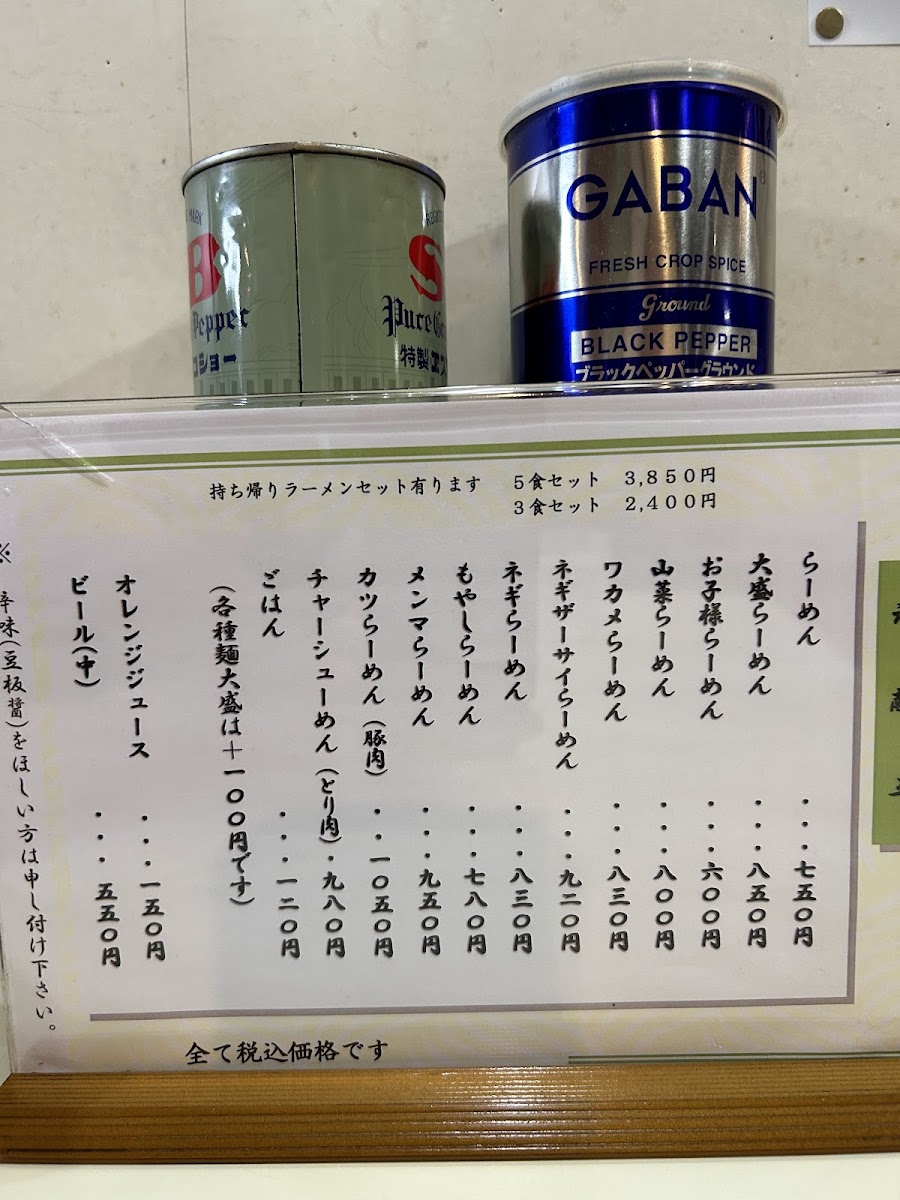 MARK
B
Pepper
コショー
S
Pure
特製エス
GABAN
FRESH CROP SPICE
Ground
BLACK PEPPER
ブラックペッパーグラウンド
持ち帰りラーメンセット有ります 5食セット 3,850円
3食セット 2,400円
らーめん ・・・七五〇円
大盛らーめん ・・・八五〇円
お子様らーめん ・・・六〇〇円
山菜らーめん ・・・八〇〇円
ワカメらーめん ・・・八三〇円
ネギザーサイらーめん ・・・九二〇円
ネギらーめん ・・・八三〇円
もやしらーめん ・・・七八〇円
メンマらーめん ・・・九五〇円
カツらーめん(豚肉) ・・一〇五〇円
チャーシューめん(とり肉)・九八〇円
ごはん ・・・一二〇円
(各種麺大盛は+一〇〇円です)
オレンジジュース ・・・一五〇円
ビール(中) ・・・五五〇円
※ 辛味(豆板醤)をほしい方は申し付け下さい。
全て税込価格です